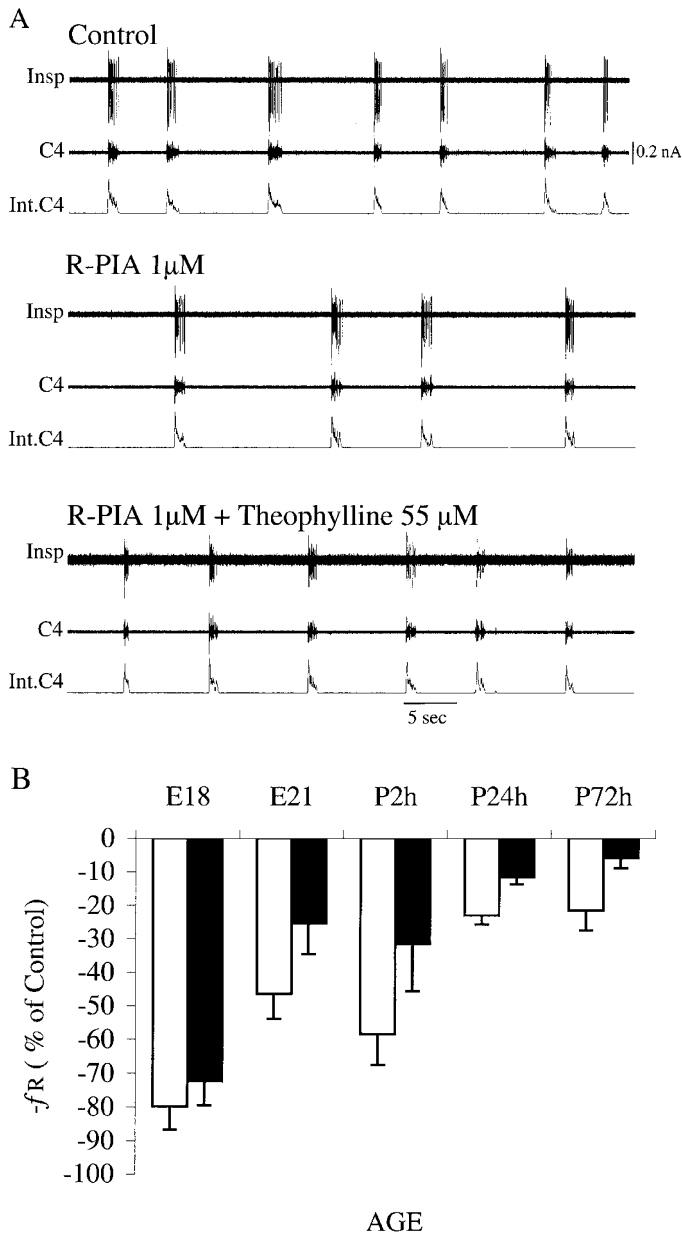 A
Control
Insp
C4
0.2 nA
Int.C4
R-PIA 1μM
Insp
C4
Int.C4
R-PIA 1μM + Theophylline 55 μM
Insp
C4
Int.C4
5 sec
B
E18 E21 P2h P24h P72h
0
-10
-20
-30
-40
-50
-60
-70
-80
-90
-100
-fR ( % of Control)
AGE